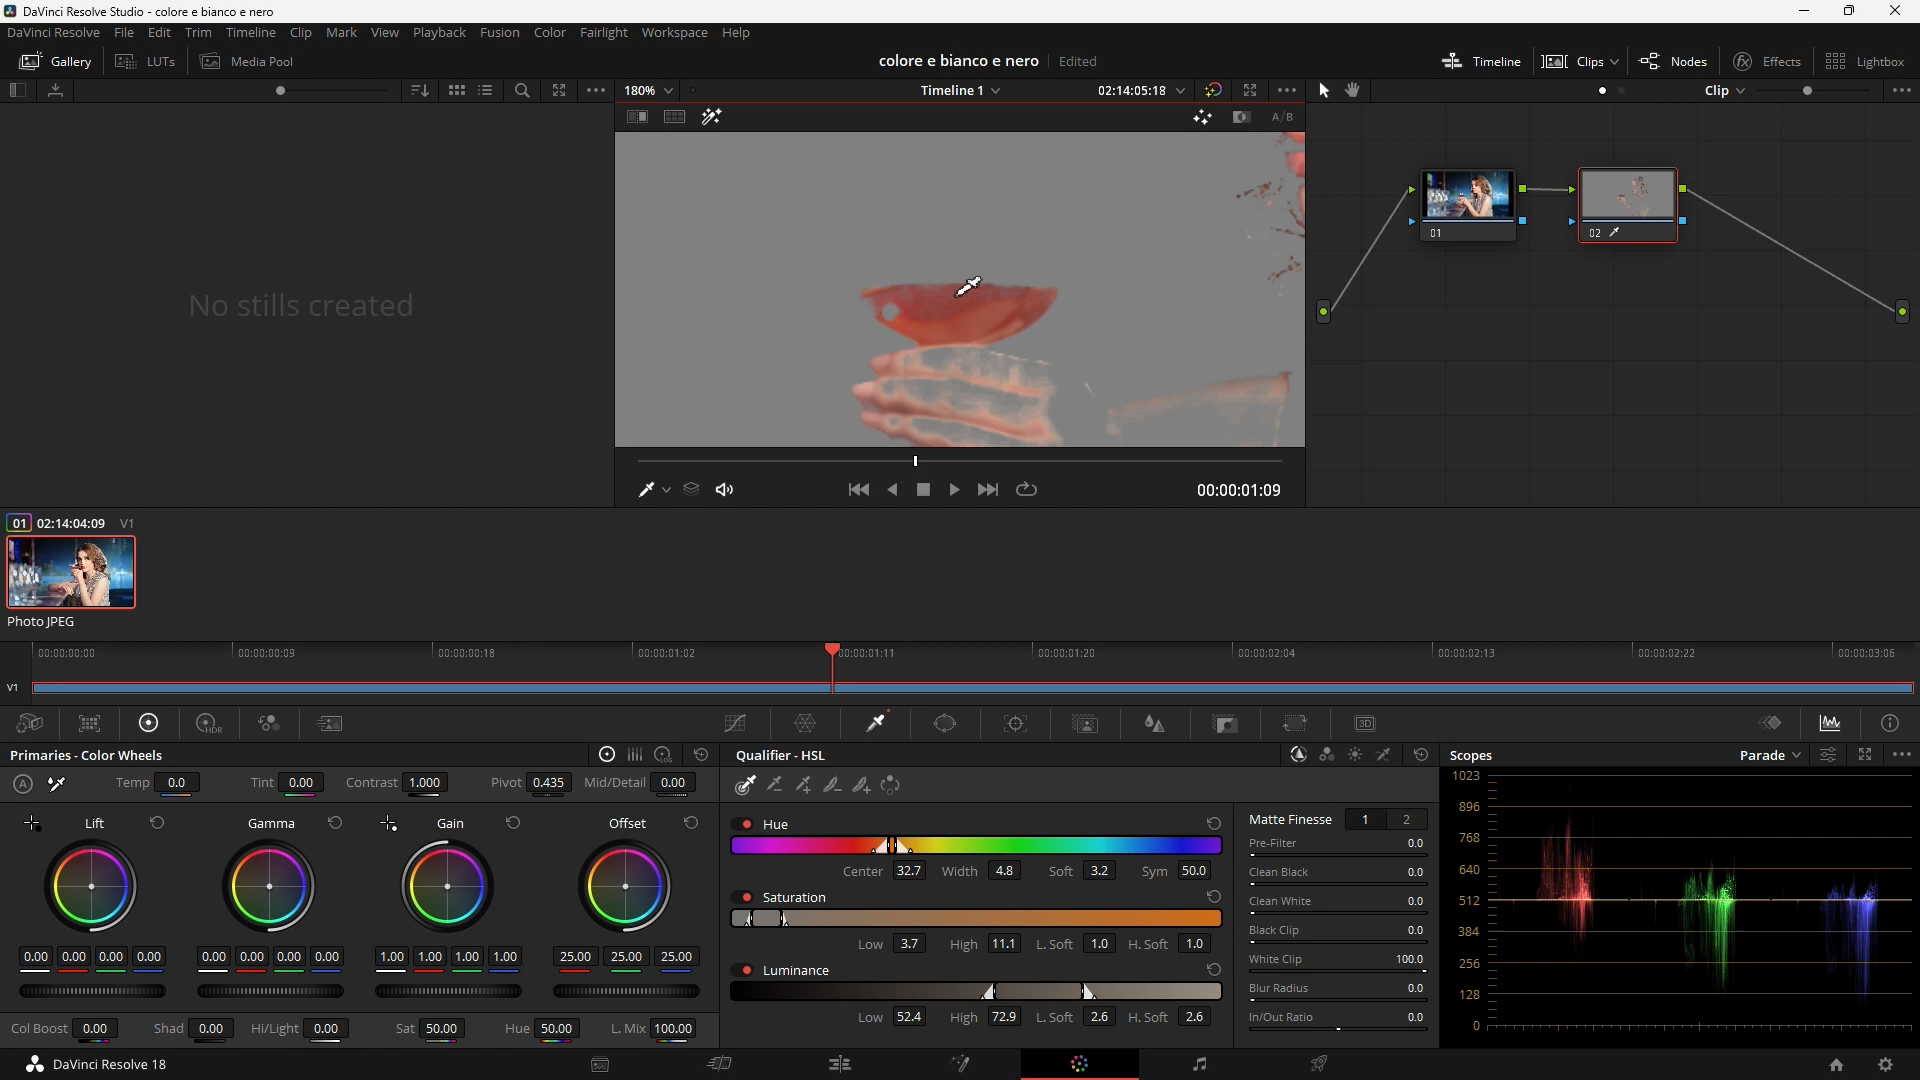 DaVinci Resolve Studio - colore e bianco e nero
DaVinci Resolve File Edit Trim Timeline Clip Mark View Playback Fusion Color Fairlight Workspace Help
Gallery LUTs Media Pool colore e bianco e nero Edited Timeline Clips Nodes fx Effects Lightbox
180% Timeline 1 02:14:05:18 Clip
A/B
01 02
No stills created
00:00:01:09
01 02:14:04:09 V1
Photo JPEG
00:00:00:00 00:00:00:09 00:00:00:18 00:00:01:02 00:00:01:11 00:00:01:20 00:00:02:04 00:00:02:13 00:00:02:22 00:00:03:06
V1
HDR 3D
Primaries - Color Wheels Qualifier - HSL Scopes Parade
A Temp 0.0 Tint 0.00 Contrast 1.000 Pivot 0.435 Mid/Detail 0.00
Lift Gamma Gain Offset
0.00 0.00 0.00 0.00 0.00 0.00 0.00 0.00 1.00 1.00 1.00 1.00 25.00 25.00 25.00
Col Boost 0.00 Shad 0.00 Hi/Light 0.00 Sat 50.00 Hue 50.00 L. Mix 100.00
Hue
Center 32.7 Width 4.8 Soft 3.2 Sym 50.0
Saturation
Low 3.7 High 11.1 L. Soft 1.0 H. Soft 1.0
Luminance
Low 52.4 High 72.9 L. Soft 2.6 H. Soft 2.6
Matte Finesse 1 2
Pre-Filter 0.0
Clean Black 0.0
Clean White 0.0
Black Clip 0.0
White Clip 100.0
Blur Radius 0.0
In/Out Ratio 0.0
1023
896
768
640
512
384
256
128
0
DaVinci Resolve 18